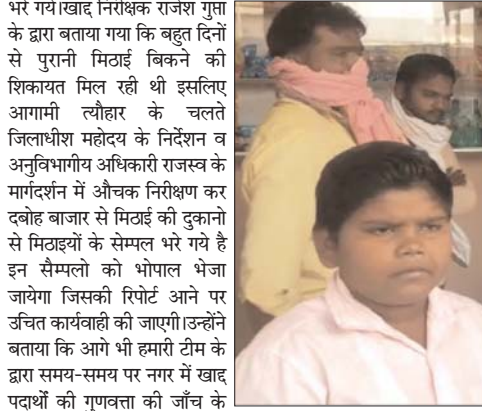 भरे गये।खाद्द निरीक्षक राजेश गुप्ता
के द्वारा बताया गया कि बहुत दिनों
से पुरानी मिठाई बिकने की
शिकायत मिल रही थी इसलिए
आगामी त्यौहार के चलते
जिलाधीश महोदय के निर्देशन व
अनुविभागीय अधिकारी राजस्व के
मार्गदर्शन में औचक निरीक्षण कर
दबोह बाजार से मिठाई की दुकानो
से मिठाइयों के सेम्पल भरे गये है
इन सैम्पलो को भोपाल भेजा
जायेगा जिसकी रिपोर्ट आने पर
उचित कार्यवाही की जाएगी।उन्होंने
बताया कि आगे भी हमारी टीम के
द्वारा समय-समय पर नगर में खाद्द
पदार्थों की गुणवत्ता की जाँच के